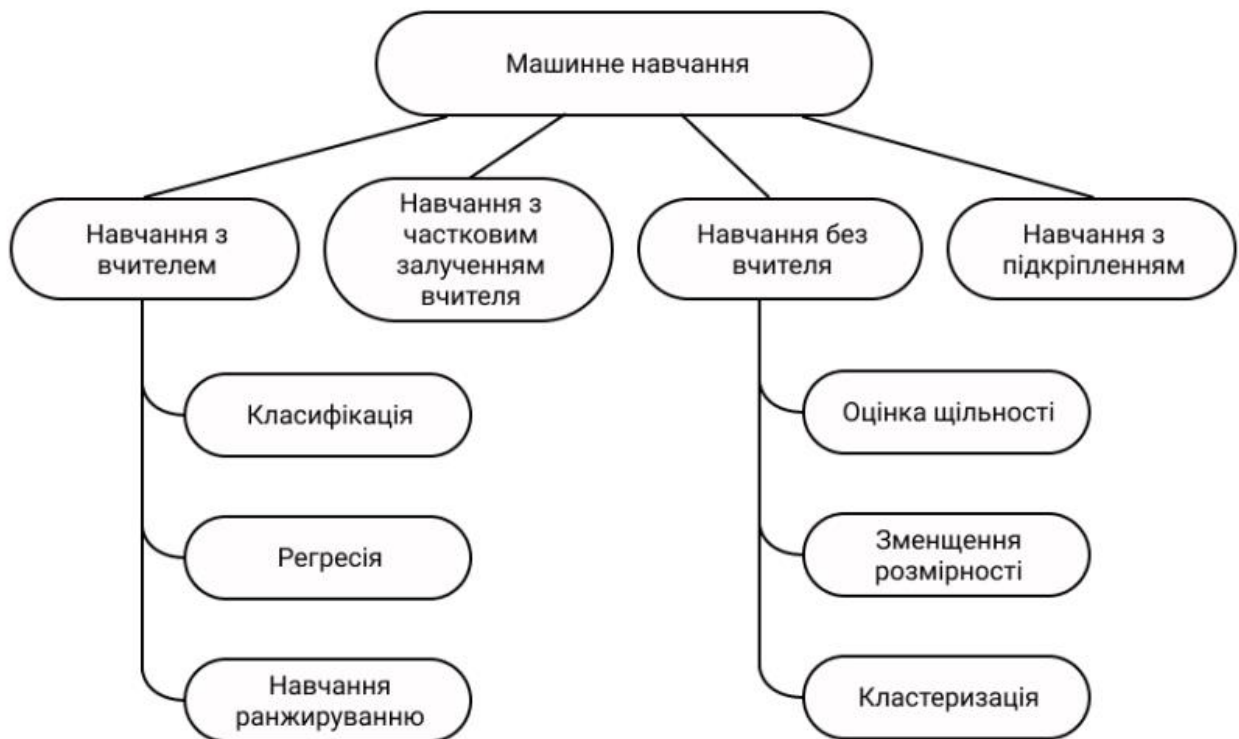 Машинне навчання
Навчання з
вчителем
Навчання з
частковим
залученням
вчителя
Навчання без
вчителя
Навчання з
підкріпленням
Класифікація
Регресія
Навчання
ранжируванню
Оцінка щільності
Зменщення
розмірності
Кластеризація